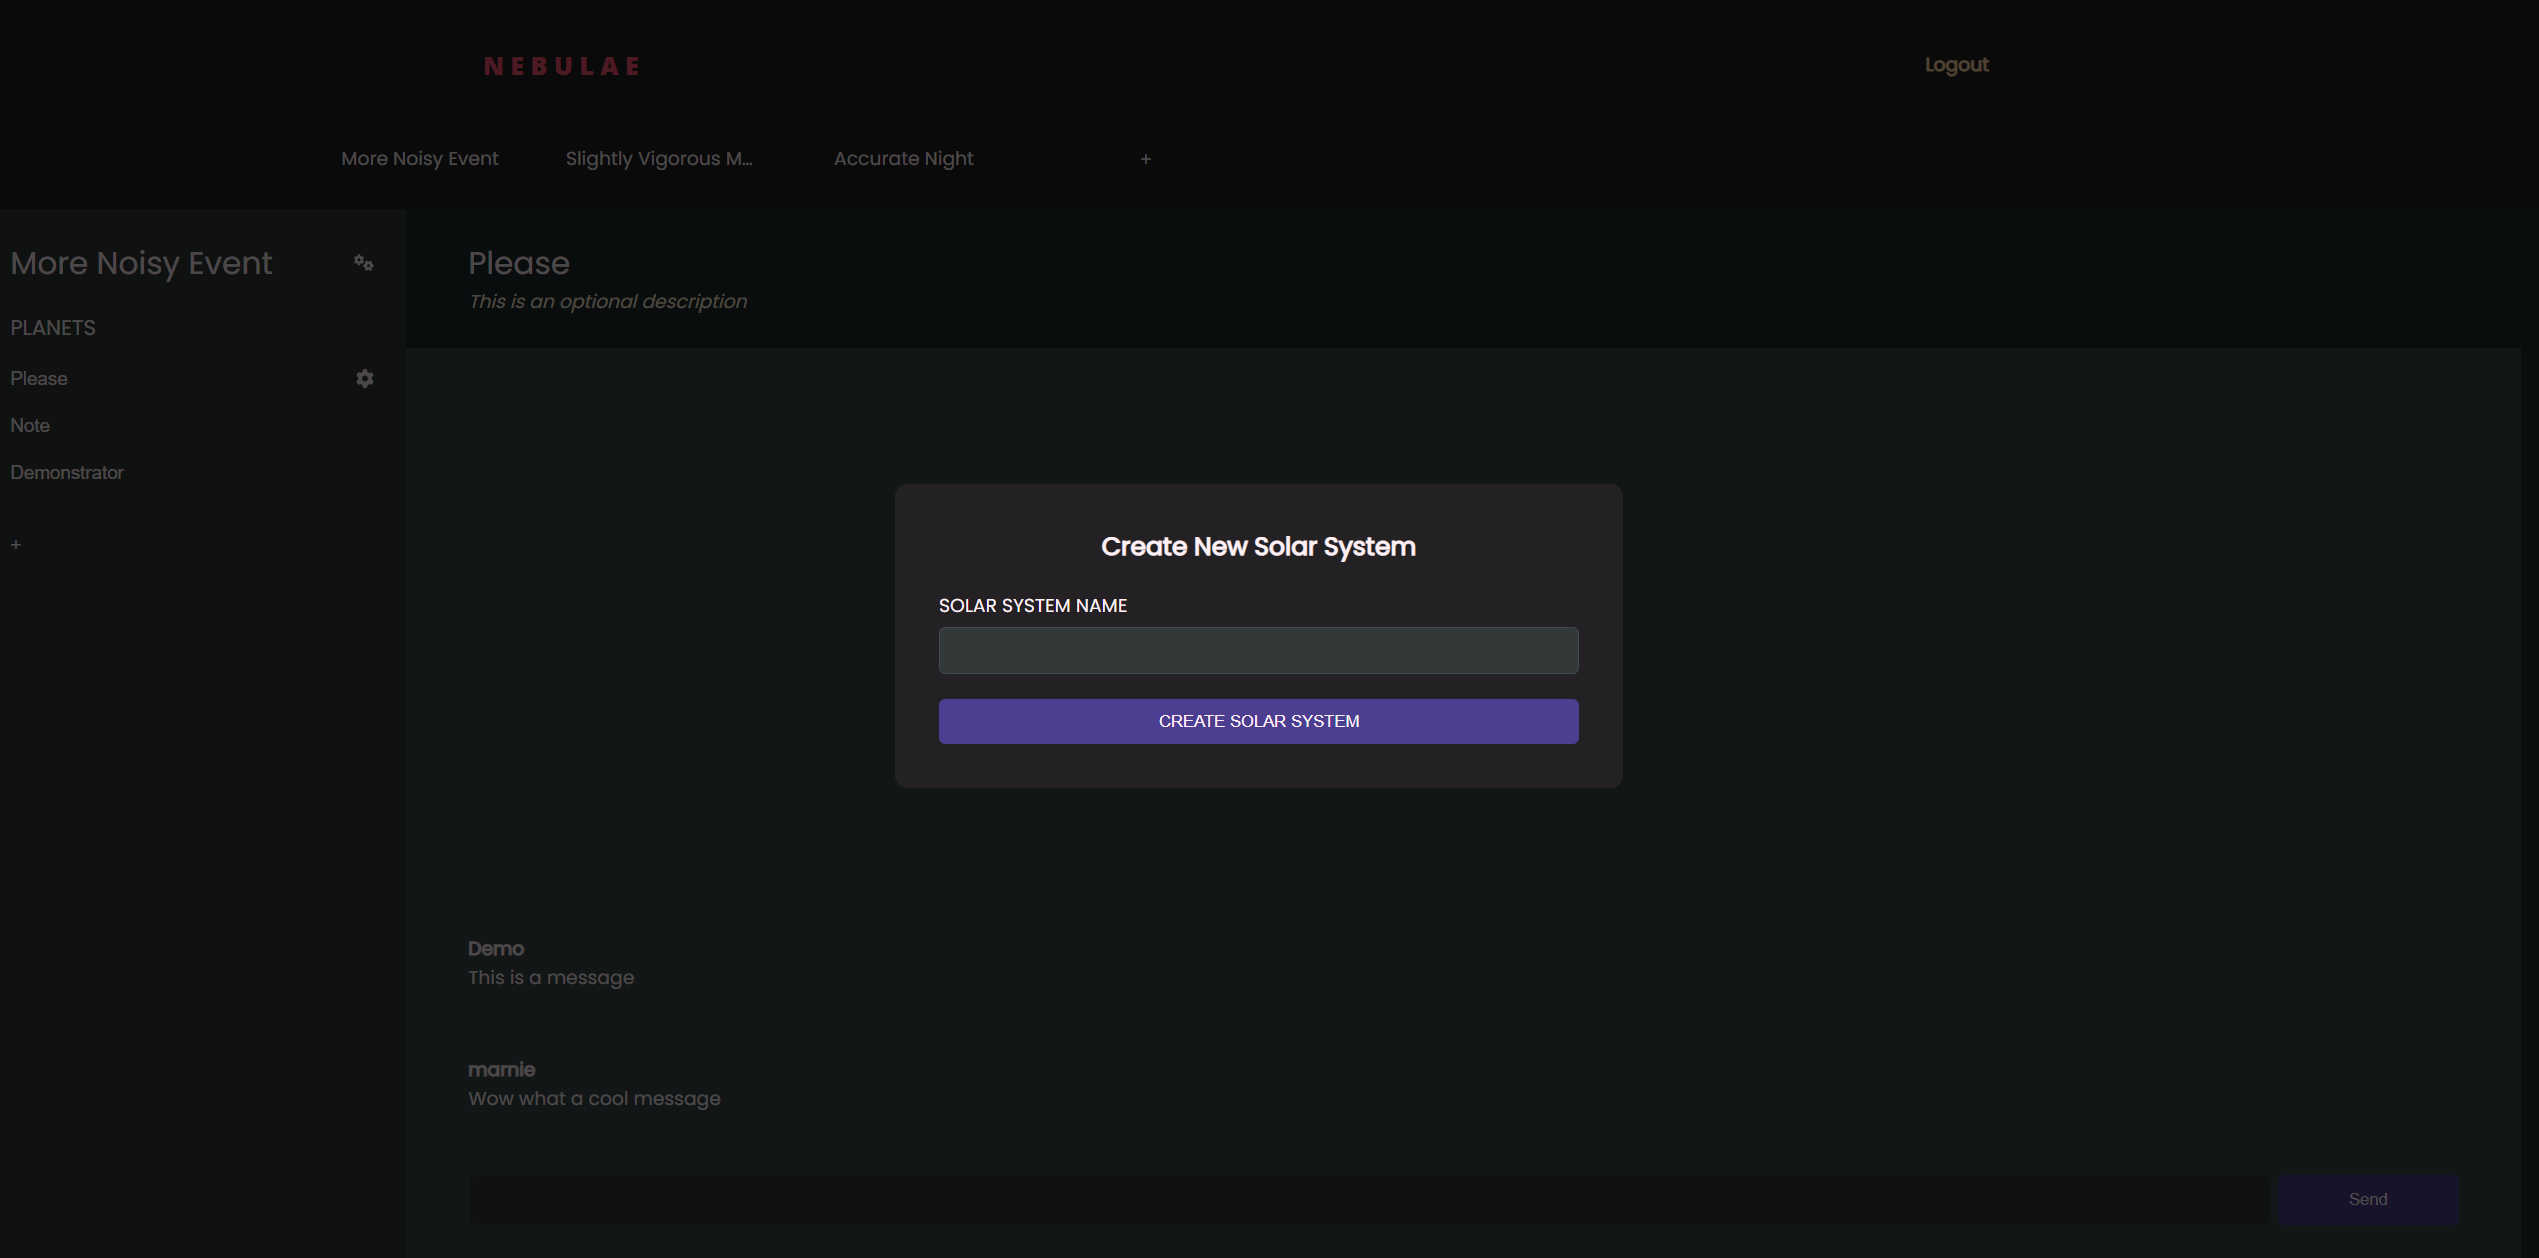 NEBULAE
Logout
More Noisy Event
Slightly Vigorous M...
Accurate Night
+
More Noisy Event
PLANETS
Please
Note
Demonstrator
+
Please
This is an optional description
Create New Solar System
SOLAR SYSTEM NAME
CREATE SOLAR SYSTEM
Demo
This is a message
marnie
Wow what a cool message
Send